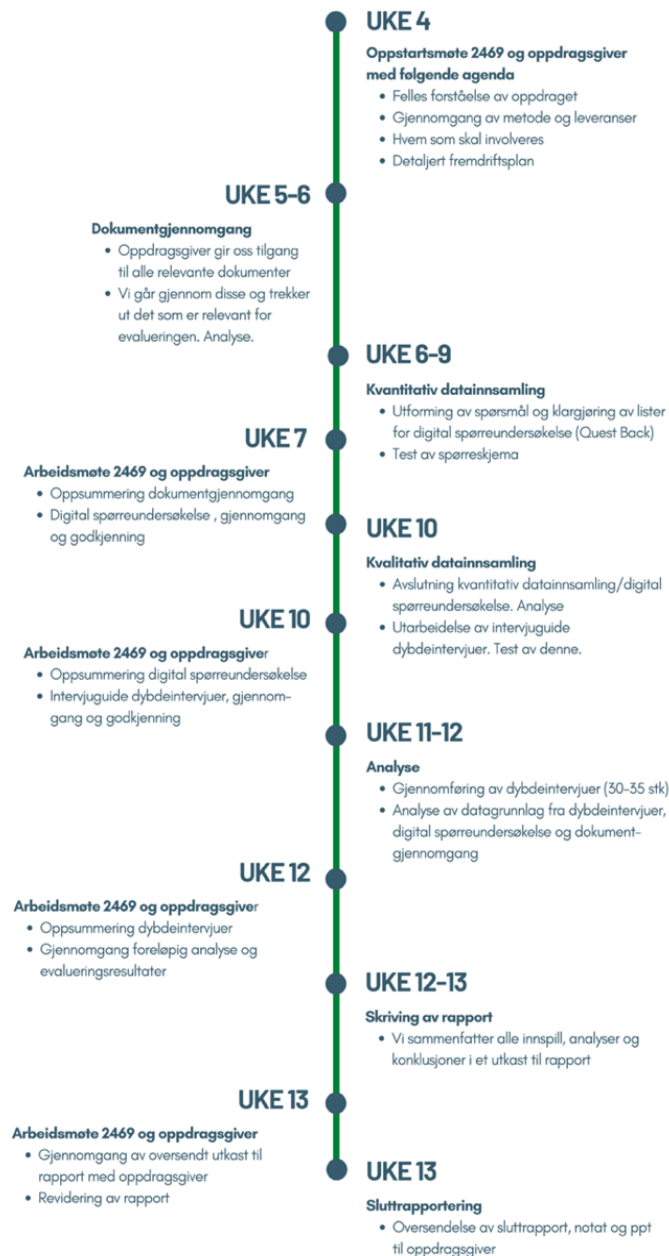 UKE 4
Oppstartsmøte 2469 og oppdragsgiver
med følgende agenda
• Felles forståelse av oppdraget
• Gjennomgang av metode og leveranser
• Hvem som skal involveres
• Detaljert fremdriftsplan
UKE 5-6
Dokumentgjennomgang
• Oppdragsgiver gir oss tilgang
til alle relevante dokumenter
• Vi går gjennom disse og trekker
ut det som er relevant for
evalueringen. Analyse.
UKE 6-9
Kvantitativ datainnsamling
• Utforming av spørsmål og klargjøring av lister
for digital spørreundersøkelse (Quest Back)
• Test av spørreskjema
UKE 7
Arbeidsmøte 2469 og oppdragsgiver
• Oppsummering dokumentgjennomgang
• Digital spørreundersøkelse , gjennomgang
og godkjenning
UKE 10
Kvalitativ datainnsamling
• Avslutning kvantitativ datainnsamling/digital
spørreundersøkelse. Analyse
• Utarbeidelse av intervjuguide
dybdeintervjuer. Test av denne.
UKE 10
Arbeidsmøte 2469 og oppdragsgiver
• Oppsummering digital spørreundersøkelse
• Intervjuguide dybdeintervjuer, gjennom-
gang og godkjenning
UKE 11-12
Analyse
• Gjennomføring av dybdeintervjuer (30-35 stk)
• Analyse av datagrunnlag fra dybdeintervjuer,
digital spørreundersøkelse og dokument-
gjennomgang
UKE 12
Arbeidsmøte 2469 og oppdragsgiver
• Oppsummering dybdeintervjuer
• Gjennomgang foreløpig analyse og
evalueringsresultater
UKE 12-13
Skriving av rapport
• Vi sammenfatter alle innspill, analyser og
konklusjoner i et utkast til rapport
UKE 13
Arbeidsmøte 2469 og oppdragsgiver
• Gjennomgang av oversendt utkast til
rapport med oppdragsgiver
• Revidering av rapport
UKE 13
Sluttrapportering
• Oversendelse av sluttrapport, notat og ppt
til oppdragsgiver